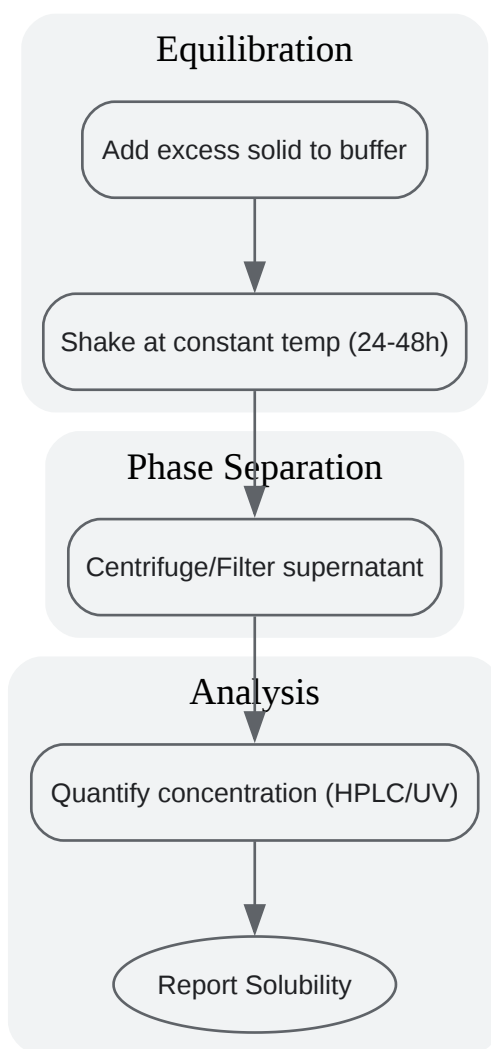 Equilibration
Add excess solid to buffer
Shake at constant temp (24-48h)
Phase Separation
Centrifuge/Filter supernatant
Analysis
Quantify concentration (HPLC/UV)
Report Solubility